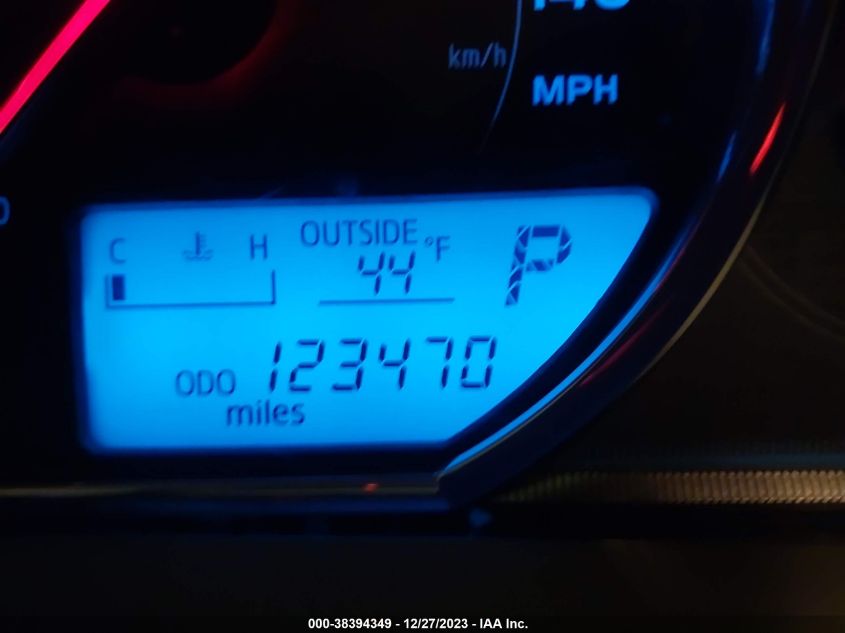 km/h
MPH
C H OUTSIDE °F
44
P
ODO 123470
miles
000-38394349 - 12/27/2023 - IAA Inc.